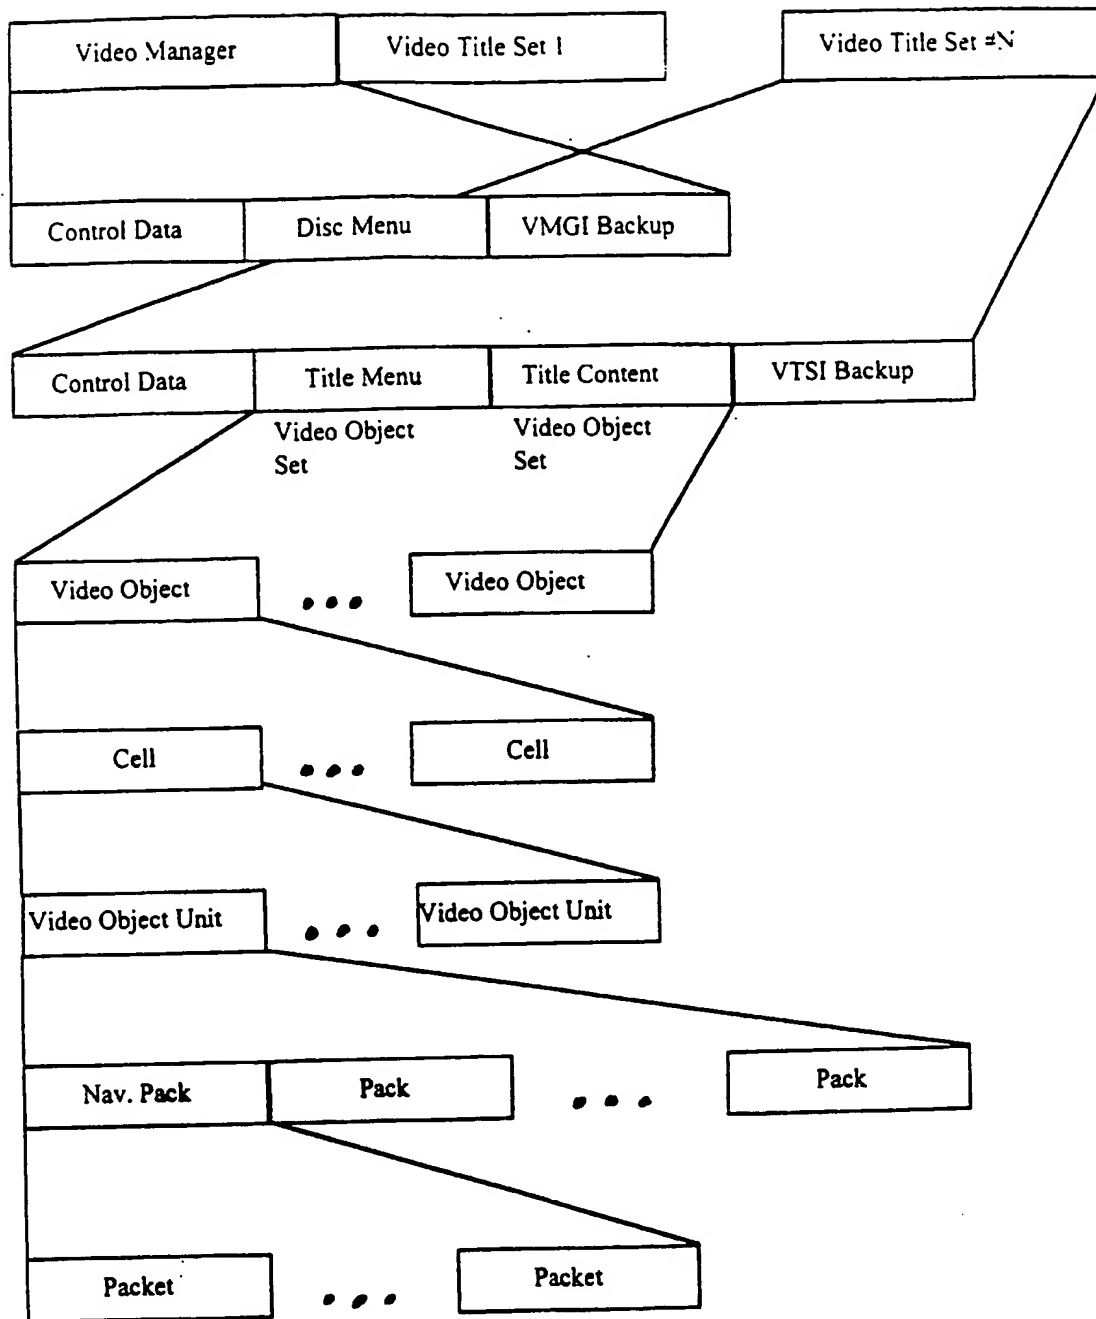 Video Manager
Video Title Set 1
Video Title Set #N
Control Data
Disc Menu
VMGI Backup
Control Data
Title Menu
Title Content
VTSI Backup
Video Object
Set
Video Object
Set
Video Object
Video Object
Cell
Cell
Video Object Unit
Video Object Unit
Nav. Pack
Pack
Pack
Packet
Packet